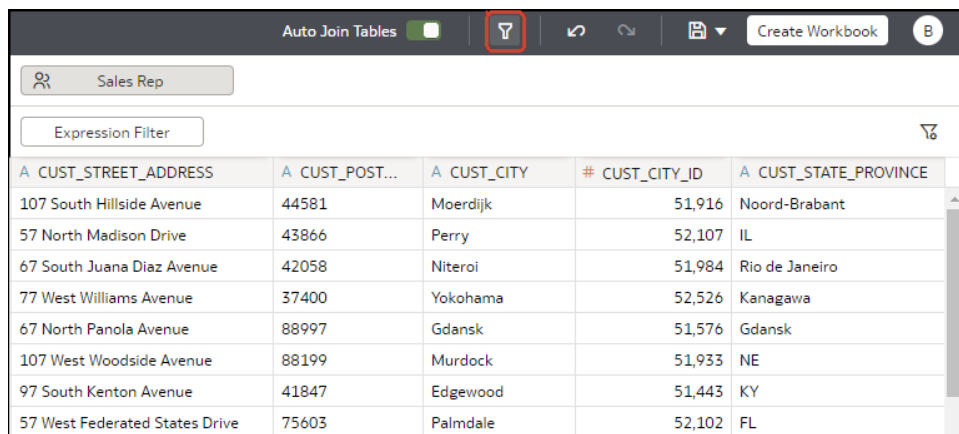 Auto Join Tables Create Workbook B
Sales Rep
Expression Filter
A CUST_STREET_ADDRESS A CUST_POST... A CUST_CITY # CUST_CITY_ID A CUST_STATE_PROVINCE
107 South Hillside Avenue 44581 Moerdijk 51,916 Noord-Brabant
57 North Madison Drive 43866 Perry 52,107 IL
67 South Juana Diaz Avenue 42058 Niteroi 51,984 Rio de Janeiro
77 West Williams Avenue 37400 Yokohama 52,526 Kanagawa
67 North Panola Avenue 88997 Gdansk 51,576 Gdansk
107 West Woodside Avenue 88199 Murdock 51,933 NE
97 South Kenton Avenue 41847 Edgewood 51,443 KY
57 West Federated States Drive 75603 Palmdale 52,102 FL